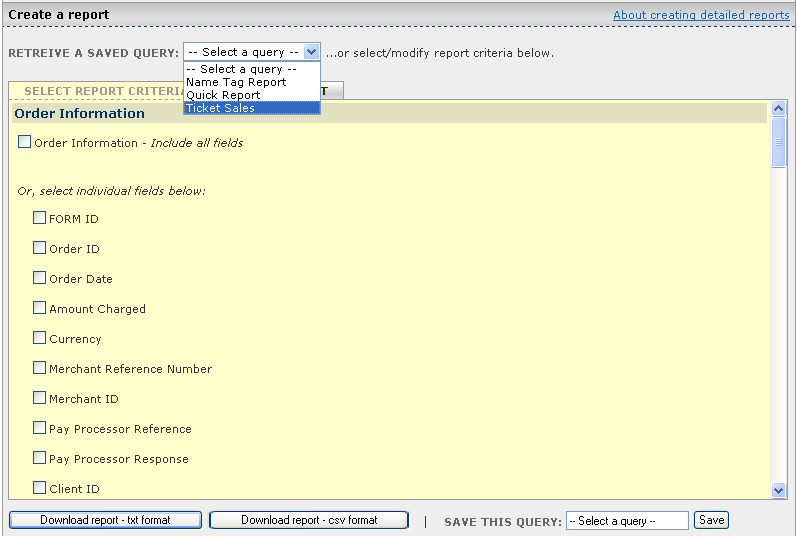 Create a report About creating detailed reports
RETREIVE A SAVED QUERY: -- Select a query -- ...or select/modify report criteria below.
-- Select a query --
Name Tag Report
Quick Report
Ticket Sales
SELECT REPORT CRITERIA T
Order Information
Order Information - Include all fields
Or, select individual fields below:
FORM ID
Order ID
Order Date
Amount Charged
Currency
Merchant Reference Number
Merchant ID
Pay Processor Reference
Pay Processor Response
Client ID
Download report - txt format Download report - csv format | SAVE THIS QUERY: -- Select a query -- Save